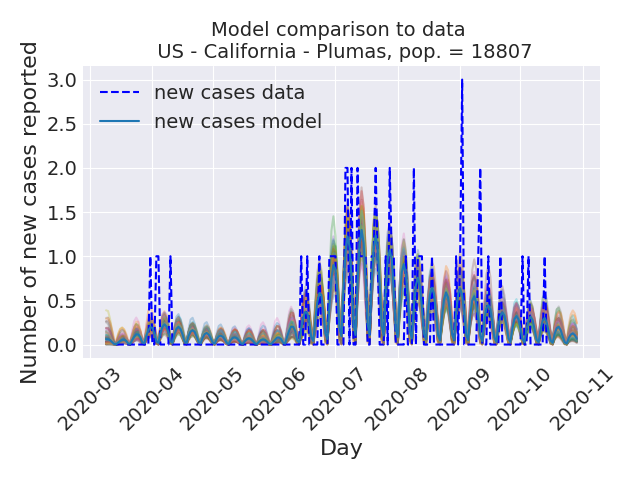 Model comparison to data
US - California - Plumas, pop. = 18807
Number of new cases reported
3.0
2.5
2.0
1.5
1.0
0.5
0.0
new cases data
new cases model
2020-03
2020-04
2020-05
2020-06
2020-07
2020-08
2020-09
2020-10
2020-11
Day